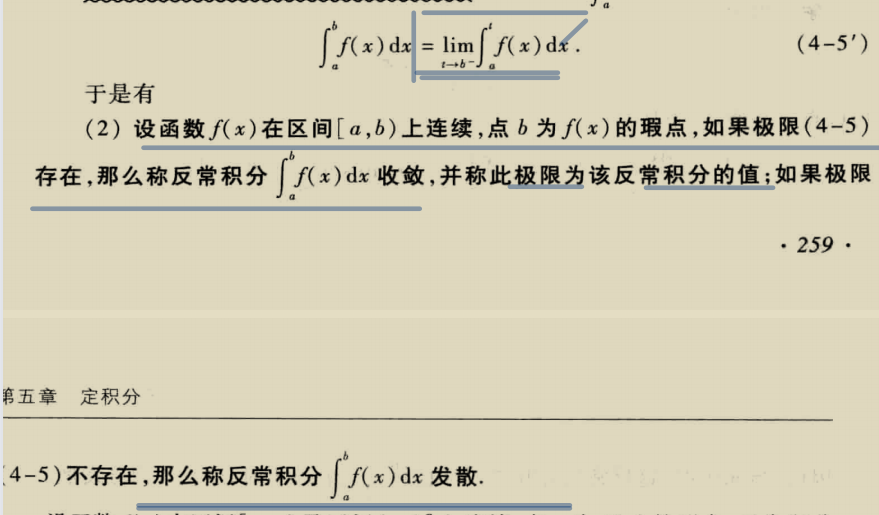 $\int_a^b f(x)\,dx = \lim_{t \to b^-} \int_a^t f(x)\,dx.$ (4-5′)
于是有
(2) 设函数 f(x) 在区间[a,b)上连续,点 b 为 f(x) 的瑕点,如果极限(4-5)
存在,那么称反常积分 $\int_a^b f(x)\,dx$ 收敛,并称此极限为该反常积分的值;如果极限
· 259 ·
第五章 定积分
(4-5)不存在,那么称反常积分 $\int_a^b f(x)\,dx$ 发散.